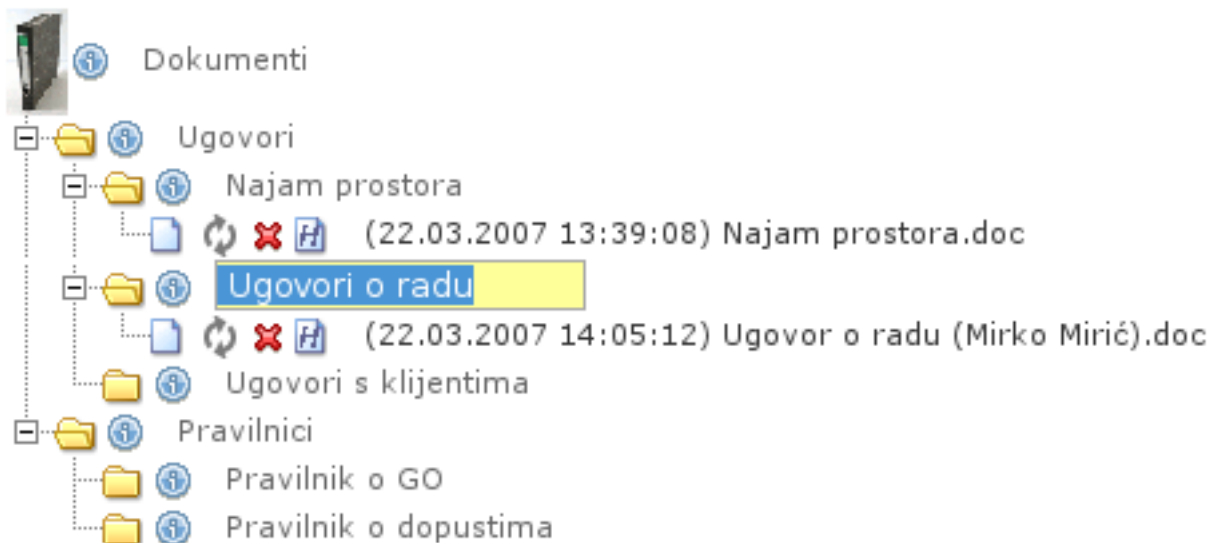 Dokumenti
Ugovori
Najam prostora
(22.03.2007 13:39:08) Najam prostora.doc
Ugovori o radu
(22.03.2007 14:05:12) Ugovor o radu (Mirko Mirić).doc
Ugovori s klijentima
Pravilnici
Pravilnik o GO
Pravilnik o dopustima